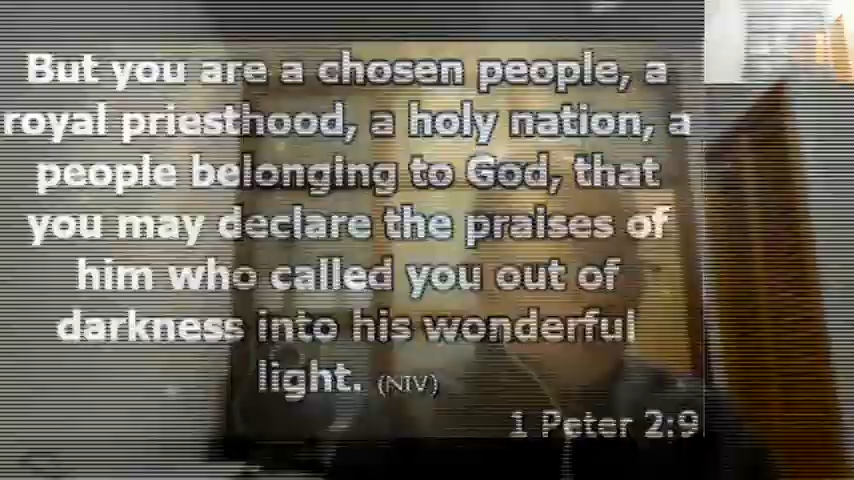 But you are a chosen people, a
royal priesthood, a holy nation, a
people belonging to God, that
you may declare the praises of
him who called you out of
darkness into his wonderful
light. (NIV)
1 Peter 2:9